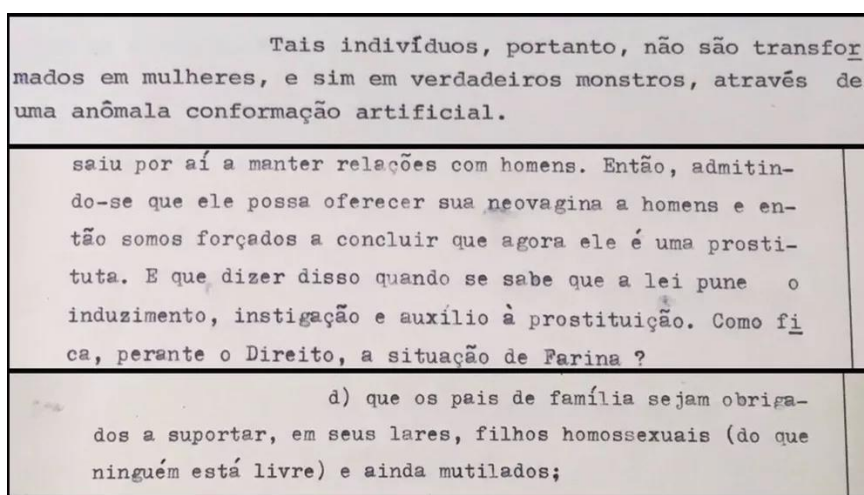 Tais indivíduos, portanto, não são transfor
mados em mulheres, e sim em verdadeiros monstros, através de
uma anômala conformação artificial.
saiu por aí a manter relações com homens. Então, admitin-
do-se que ele possa oferecer sua neovagina a homens e en-
tão somos forçados a concluir que agora ele é uma prosti-
tuta. E que dizer disso quando se sabe que a lei pune o
induzimento, instigação e auxílio à prostituição. Como fi
ca, perante o Direito, a situação de Farina ?
d) que os pais de família sejam obriga-
dos a suportar, em seus lares, filhos homossexuais (do que
ninguém está livre) e ainda mutilados;